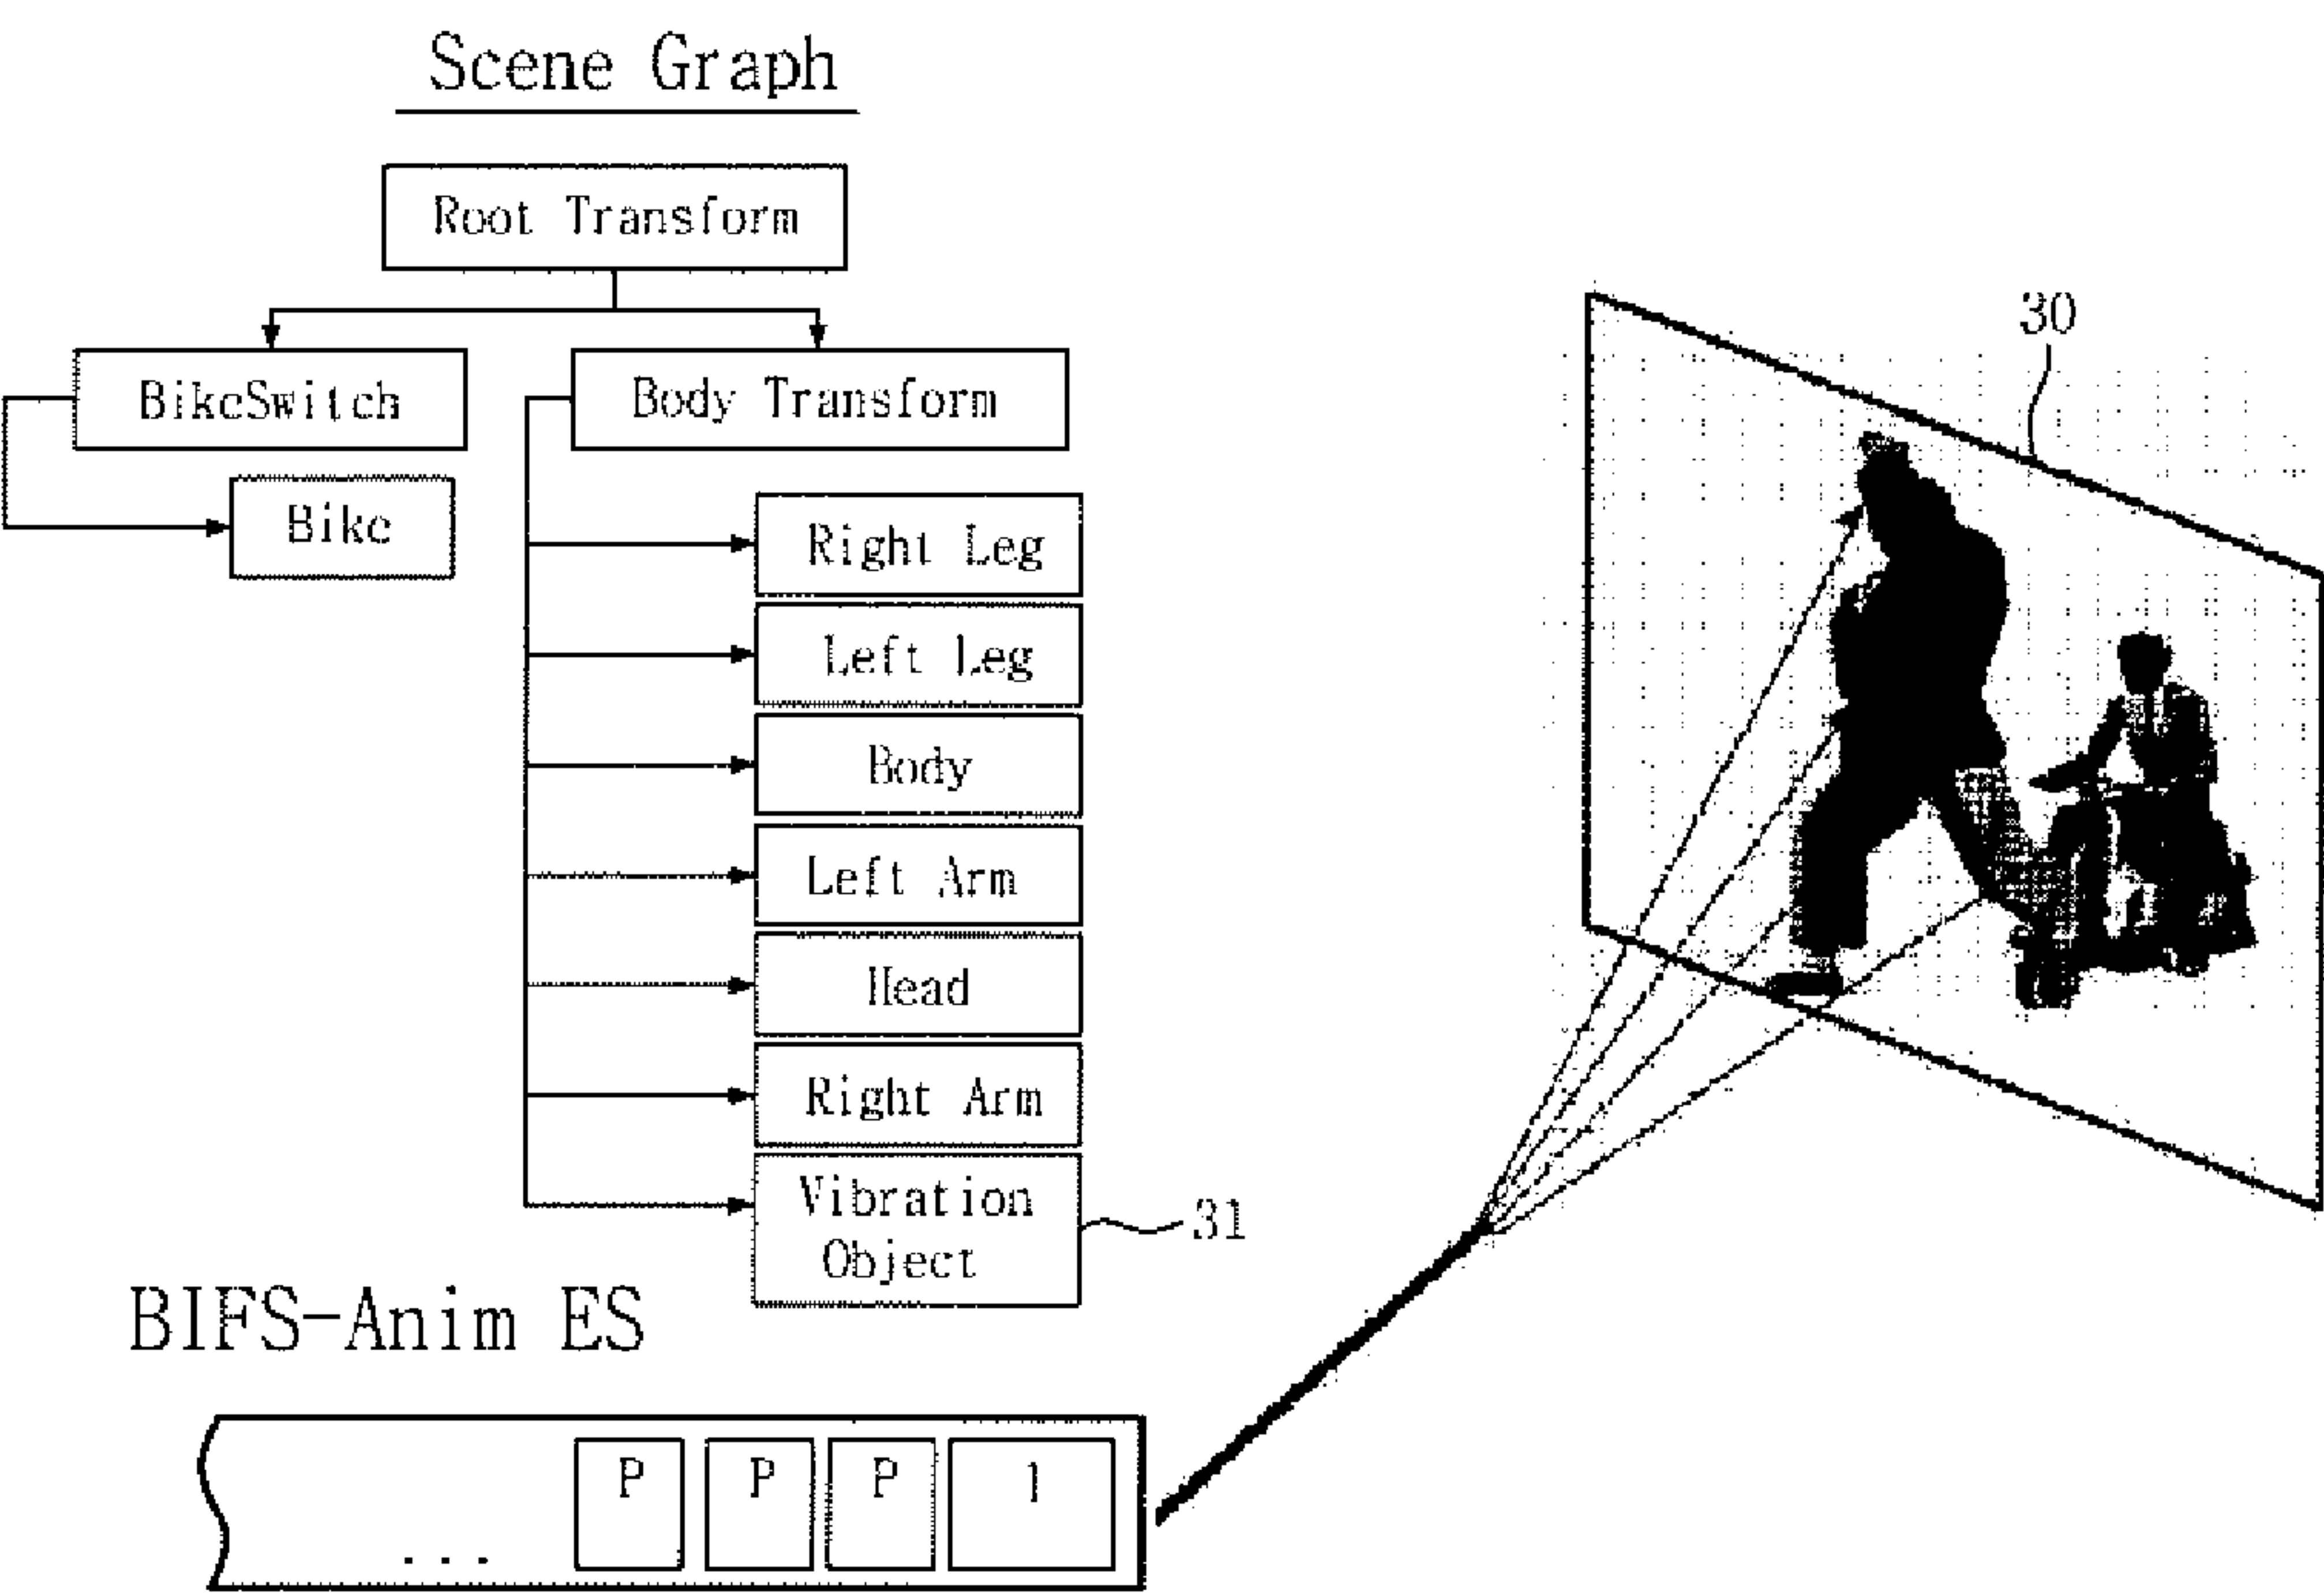 Scene Graph
Root Transform
30
BikeSwitch
Body Transform
Bike
Right Leg
Left Leg
Body
Left Arm
Head
Right Arm
Vibration
Object
31
BIFS-Anim ES
... P P P I